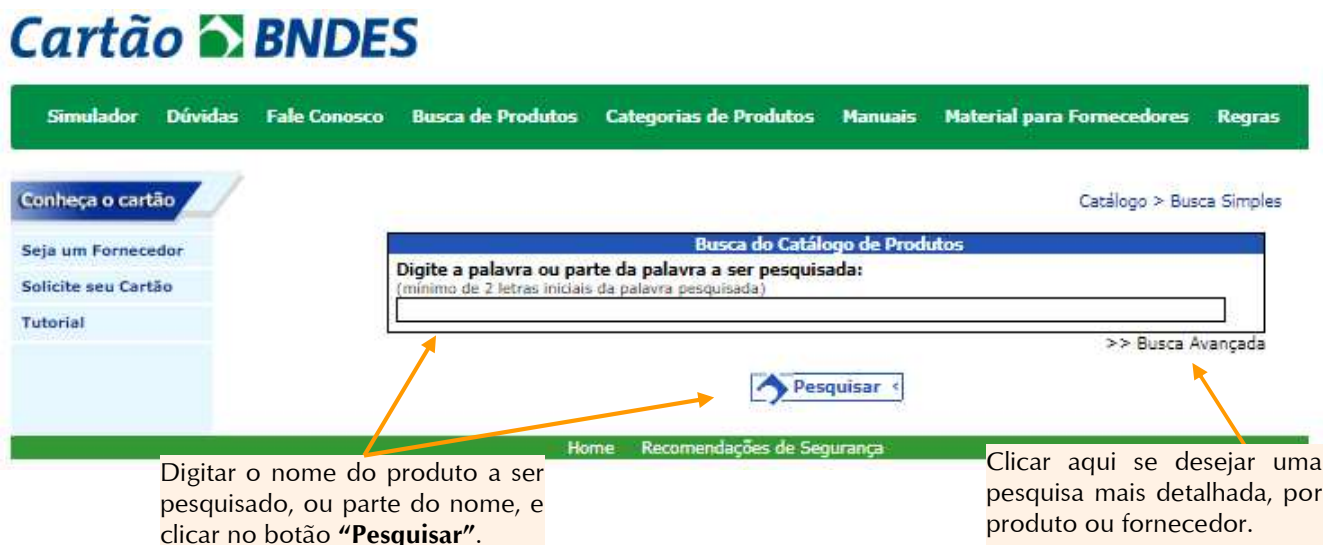 Cartão BNDES
Simulador Dúvidas Fale Conosco Busca de Produtos Categorias de Produtos Manuais Material para Fornecedores Regras
Conheça o cartão
Catálogo > Busca Simples
Seja um Fornecedor
Solicite seu Cartão
Tutorial
Busca do Catálogo de Produtos
Digite a palavra ou parte da palavra a ser pesquisada:
(mínimo de 2 letras iniciais da palavra pesquisada)
>> Busca Avançada
Pesquisar <
Home Recomendações de Segurança
Digitar o nome do produto a ser
pesquisado, ou parte do nome, e
clicar no botão “Pesquisar”.
Clicar aqui se desejar uma
pesquisa mais detalhada, por
produto ou fornecedor.